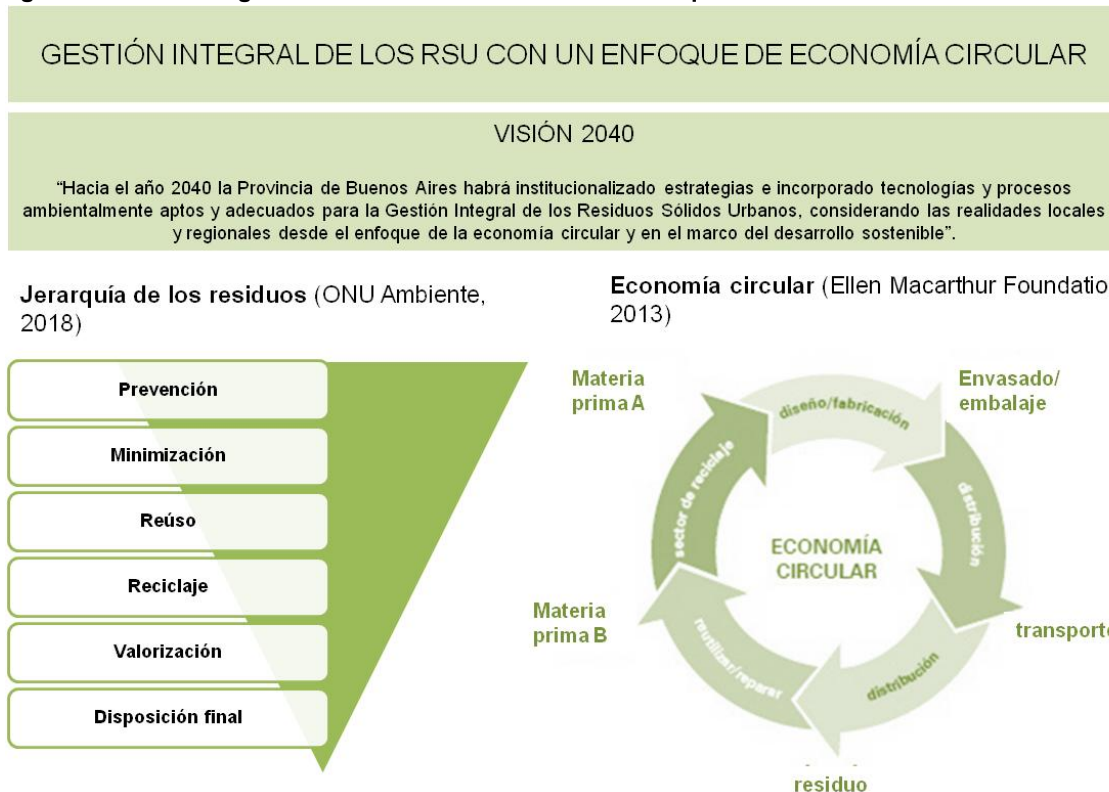 GESTIÓN INTEGRAL DE LOS RSU CON UN ENFOQUE DE ECONOMÍA CIRCULAR
VISIÓN 2040
“Hacia el año 2040 la Provincia de Buenos Aires habrá institucionalizado estrategias e incorporado tecnologías y procesos
ambientalmente aptos y adecuados para la Gestión Integral de los Residuos Sólidos Urbanos, considerando las realidades locales
y regionales desde el enfoque de la economía circular y en el marco del desarrollo sostenible”.
Jerarquía de los residuos (ONU Ambiente,
2018)
Prevención
Minimización
Reúso
Reciclaje
Valorización
Disposición final
Economía circular (Ellen Macarthur Foundatio
2013)
Materia
prima A
diseño/fabricación
Envasado/
embalaje
distribución
transporte
distribución
residuo
reutilizar/reparar
Materia
prima B
sector de reciclaje
ECONOMÍA
CIRCULAR